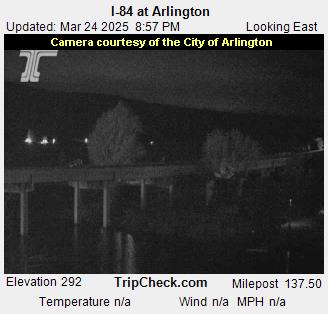 I-84 at Arlington
Updated: Mar 24 2025 8:57 PM Looking East
Camera courtesy of the City of Arlington
Elevation 292 TripCheck.com Milepost 137.50
Temperature n/a Wind n/a MPH n/a